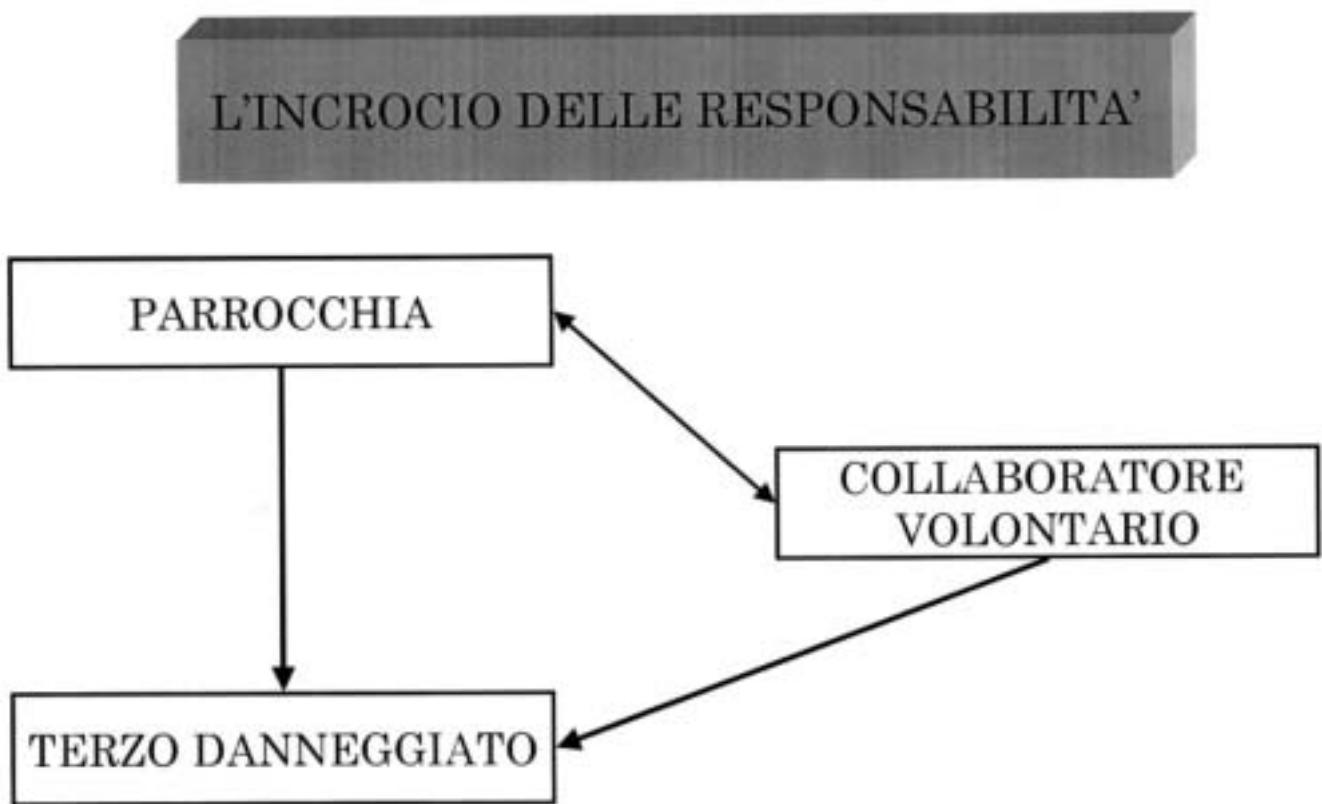 L'INCROCIO DELLE RESPONSABILITA'
PARROCCHIA
COLLABORATORE
VOLONTARIO
TERZO DANNEGGIATO